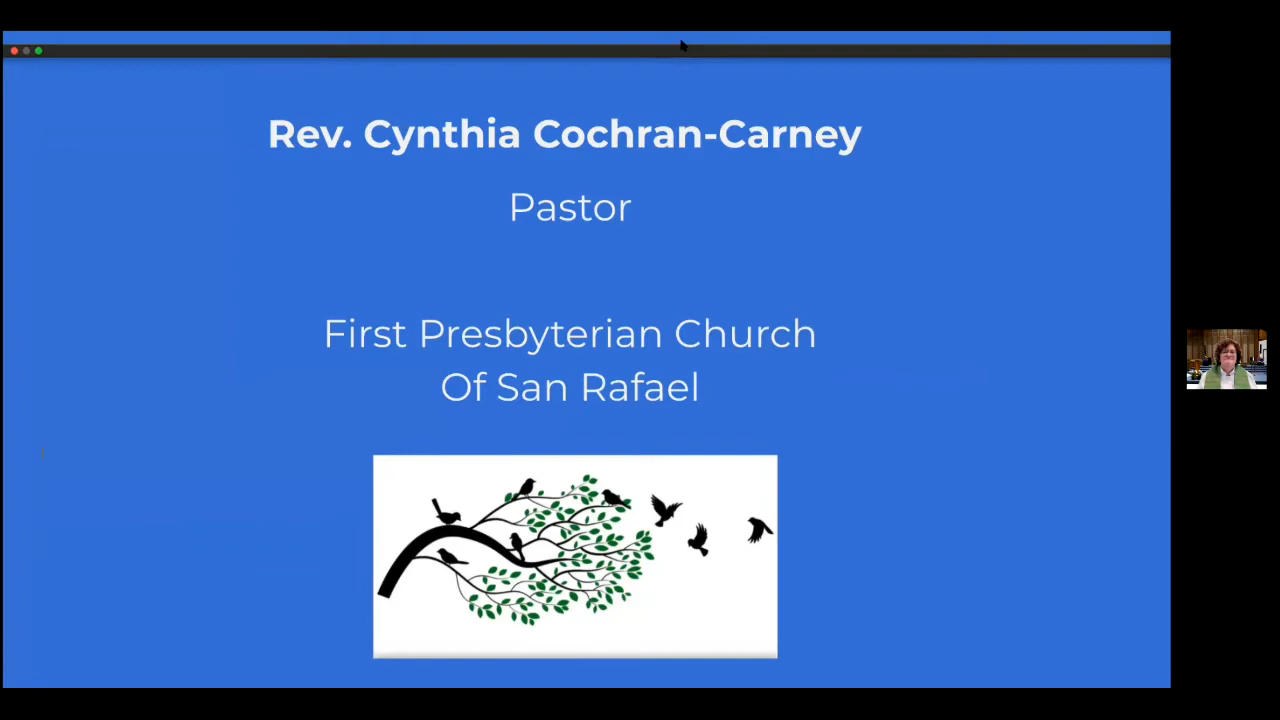 Rev. Cynthia Cochran-Carney
Pastor
First Presbyterian Church
Of San Rafael